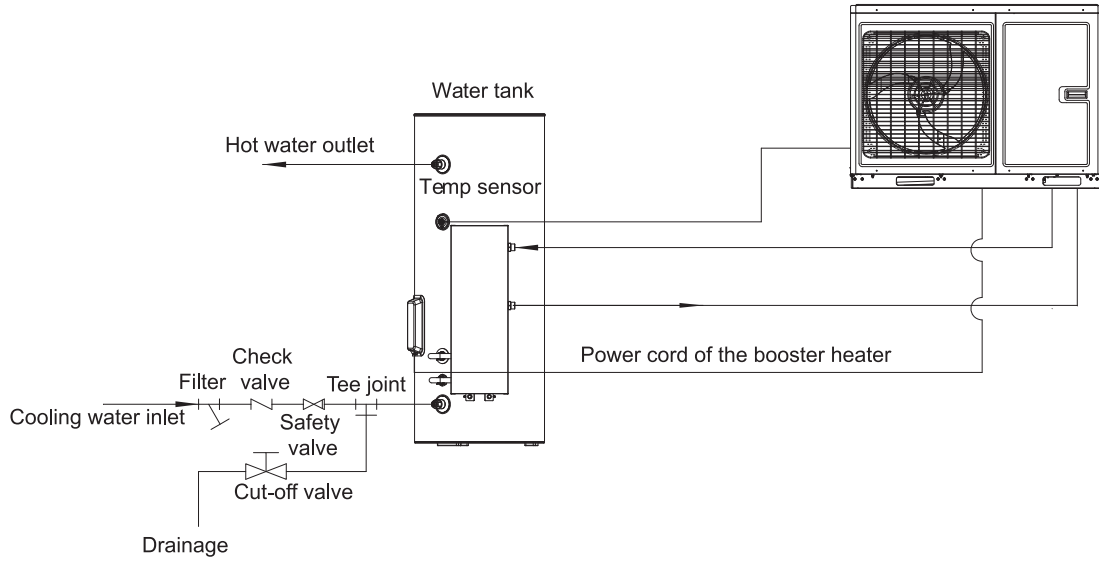 Water tank
Hot water outlet
Temp sensor
Power cord of the booster heater
Check
valve
Filter
Tee joint
Cooling water inlet
Safety
valve
Cut-off valve
Drainage